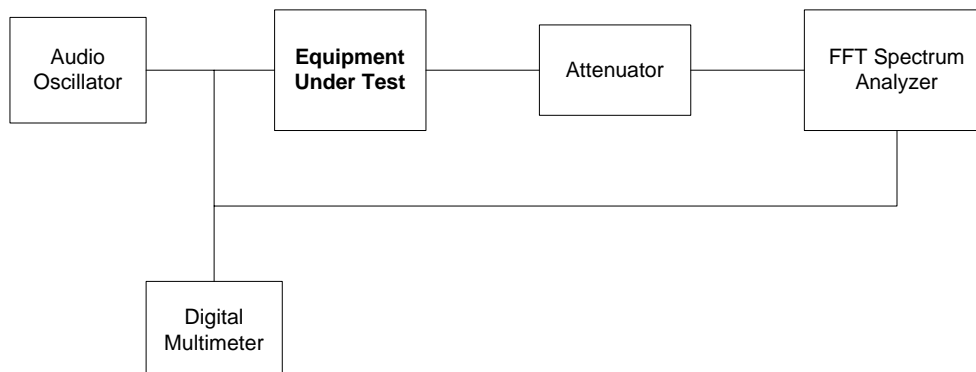 Audio
Oscillator
Equipment
Under Test
Attenuator
FFT Spectrum
Analyzer
Digital
Multimeter